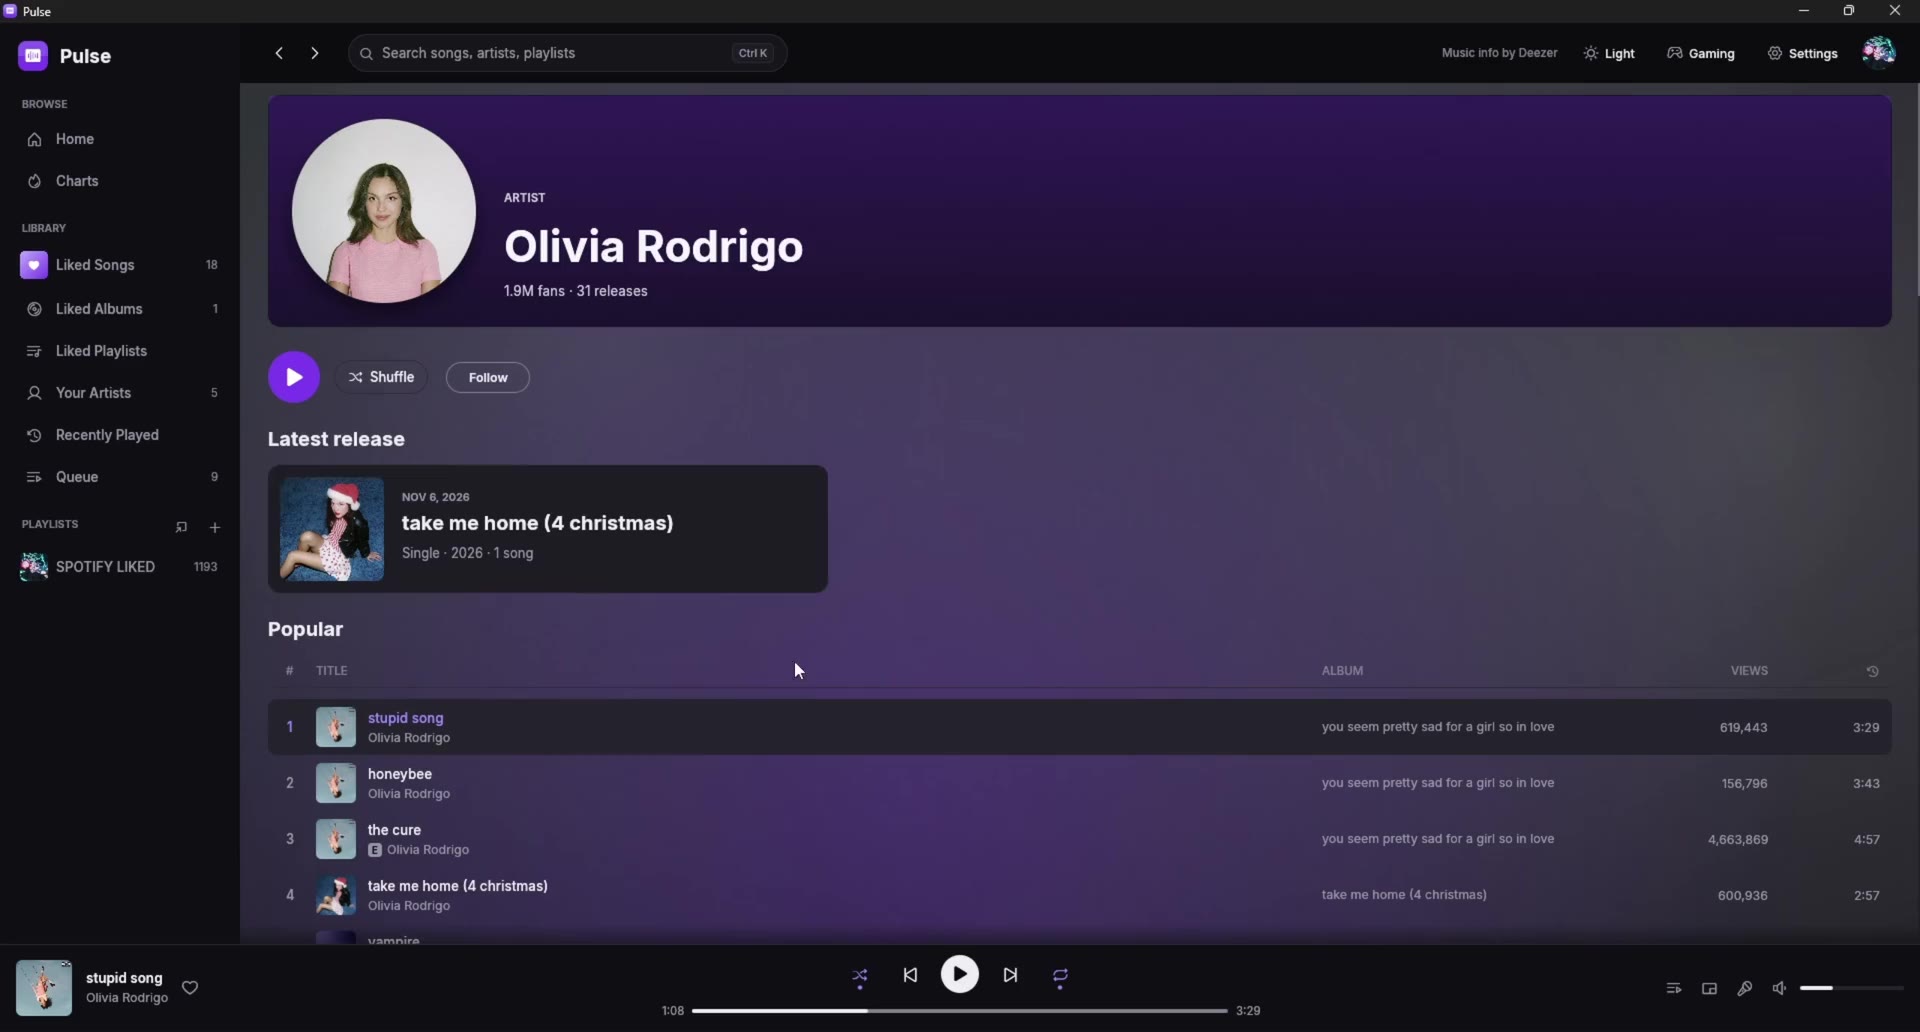 Pulse
Pulse
Search songs, artists, playlists
Ctrl K
Music info by Deezer
Light
Gaming
Settings
BROWSE
Home
Charts
LIBRARY
Liked Songs 18
Liked Albums 1
Liked Playlists
Your Artists 5
Recently Played
Queue 9
PLAYLISTS
SPOTIFY LIKED 1193
ARTIST
Olivia Rodrigo
1.9M fans · 31 releases
Shuffle
Follow
Latest release
NOV 6, 2026
take me home (4 christmas)
Single · 2026 · 1 song
Popular
# TITLE ALBUM VIEWS
1 stupid song you seem pretty sad for a girl so in love 619,443 3:29
Olivia Rodrigo
2 honeybee you seem pretty sad for a girl so in love 156,796 3:43
Olivia Rodrigo
3 the cure you seem pretty sad for a girl so in love 4,663,869 4:57
E Olivia Rodrigo
4 take me home (4 christmas) take me home (4 christmas) 600,936 2:57
Olivia Rodrigo
vampire
stupid song
Olivia Rodrigo
1:08 3:29